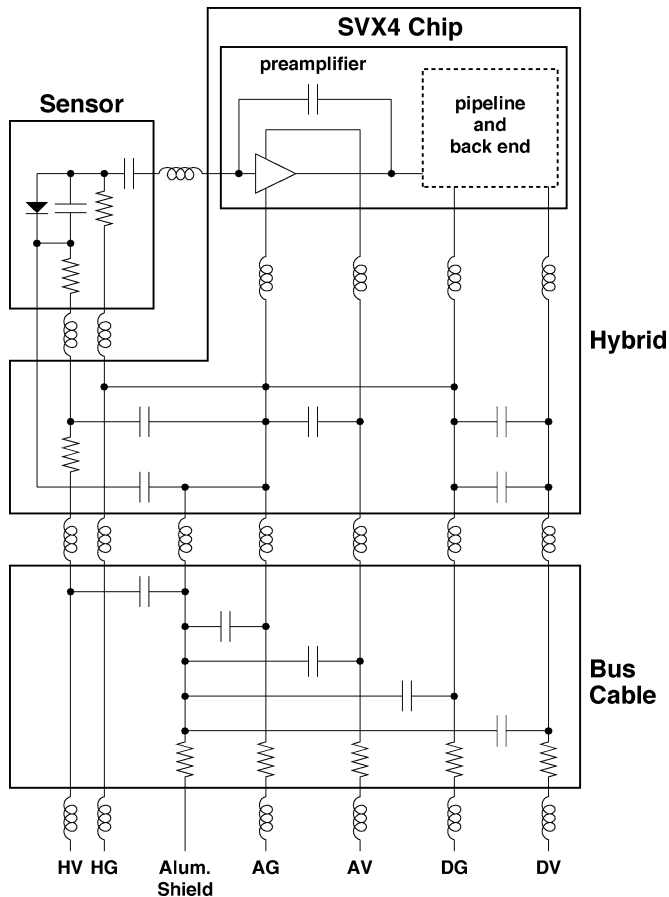 SVX4 Chip
preamplifier
Sensor
pipeline
and
back end
Hybrid
Bus
Cable
HV HG Alum. AG AV DG DV
Shield